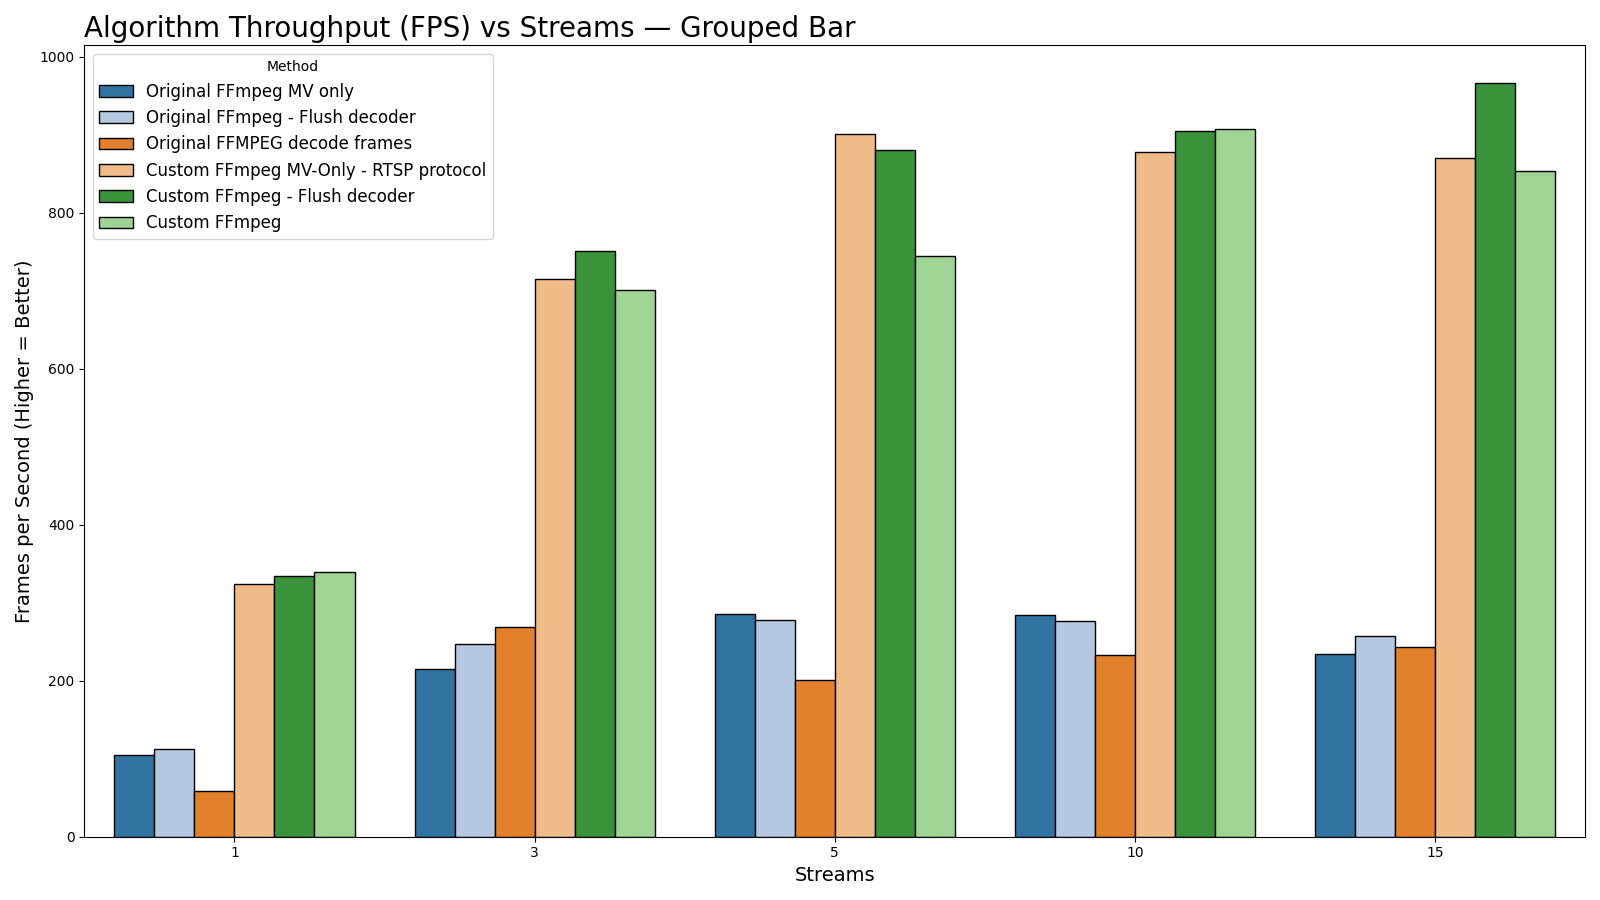 Algorithm Throughput (FPS) vs Streams — Grouped Bar
1000
800
600
400
200
0
Frames per Second (Higher = Better)
Method
Original FFmpeg MV only
Original FFmpeg - Flush decoder
Original FFMPEG decode frames
Custom FFmpeg MV-Only - RTSP protocol
Custom FFmpeg - Flush decoder
Custom FFmpeg
1 3 5 10 15
Streams